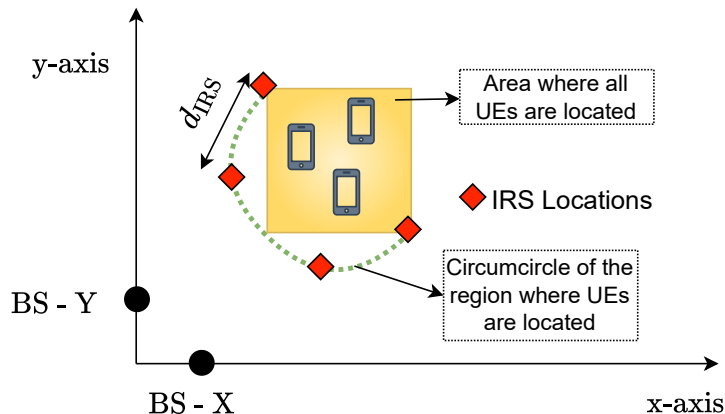 y-axis
d_IRS
Area where all
UEs are located
IRS Locations
Circumcircle of the
region where UEs
are located
BS - Y
BS - X
x-axis